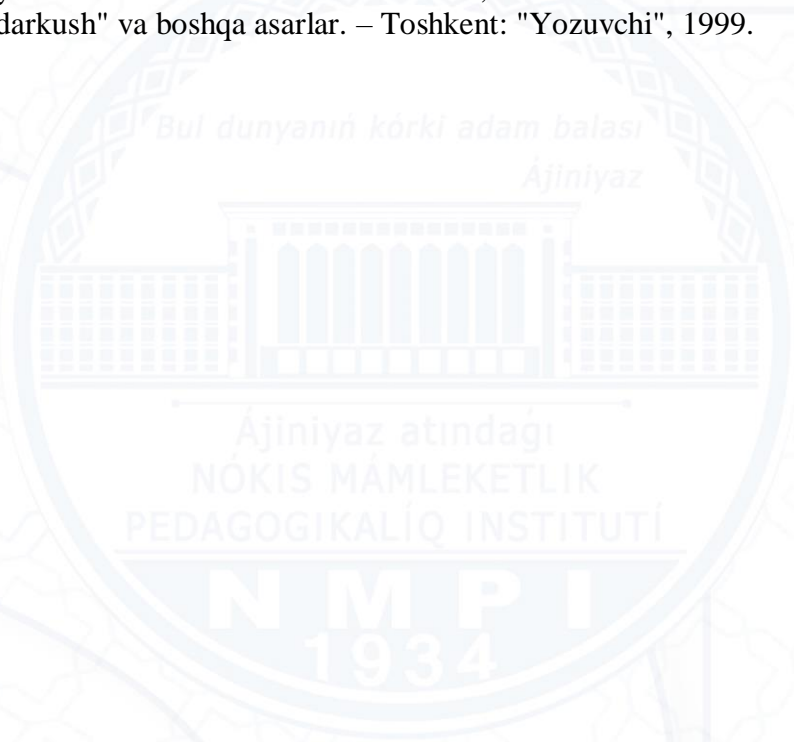 darkush" va boshqa asarlar. – Toshkent: "Yozuvchi", 1999.
Bul dunyanıń kórki adam balası
Ájiniyaz
Ájiniyaz atındaǵı
NÓKIS MÁMLEKETLIK
PEDAGOGIKALÍQ INSTITUTÍ
NMPI
1934